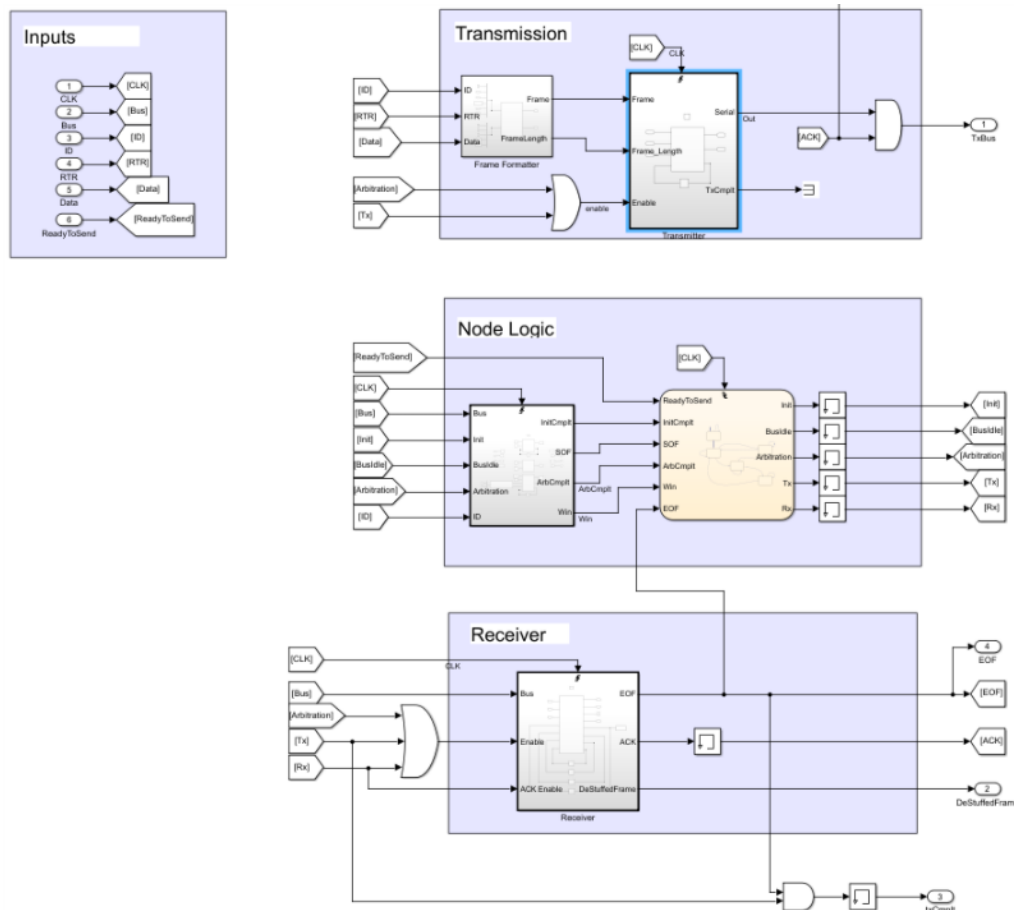 Inputs
1
CLK
[CLK]
2
Bus
[Bus]
3
ID
[ID]
4
RTR
[RTR]
5
Data
[Data]
6
ReadyToSend
[ReadyToSend]
Transmission
[CLK]
CLK
[ID]
[RTR]
[Data]
ID
RTR
Data
Frame
FrameLength
Frame Formatter
[Arbitration]
[Tx]
enable
Frame
Frame_Length
Enable
Serial
TxCmplt
Transmitter
Out
[ACK]
1
TxBus
Node Logic
[ReadyToSend]
[CLK]
[Bus]
[Init]
[BusIdle]
[Arbitration]
[ID]
Bus
Init
BusIdle
Arbitration
ID
InitCmplt
SOF
ArbCmplt
Win
ArbCmplt
Win
[CLK]
ReadyToSend
InitCmplt
SOF
ArbCmplt
Win
EOF
Init
BusIdle
Arbitration
Tx
Rx
[Init]
[BusIdle]
[Arbitration]
[Tx]
[Rx]
Receiver
[CLK]
CLK
[Bus]
[Arbitration]
[Tx]
[Rx]
Bus
Enable
ACK Enable
EOF
ACK
DeStuffedFrame
Receiver
4
EOF
[EOF]
[ACK]
2
DeStuffedFram
3